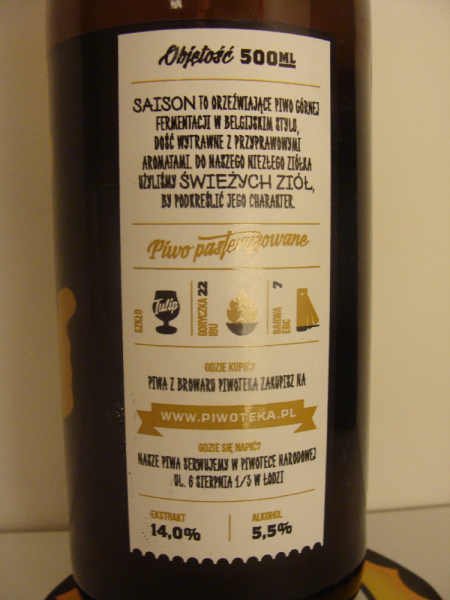 Objętość 500ML
SAISON TO ORZEŹWIAJĄCE PIWO GÓRNEJ
FERMENTACJI W BELGIJSKIM STYLU,
DOŚĆ WYTRAWNE Z PRZYPRAWOWYMI
AROMATAMI. DO NASZEGO NIEZŁEGO ZIÓŁKA
UŻYLIŚMY ŚWIEŻYCH ZIÓŁ,
BY PODKREŚLIĆ JEGO CHARAKTER.
Piwo pasteryzowane
SZKŁO
Tulip
GORYCZKA 22
IBU
BARWA 7
EBC
GDZIE KUPIĆ?
PIWA Z BROWARU PIWOTEKA ZAKUPISZ NA
WWW.PIWOTEKA.PL
GDZIE SIĘ NAPIĆ?
NASZE PIWA SERWUJEMY W PIWOTECE NARODOWEJ
UL. 6 SIERPNIA 1/3 W ŁODZI
EKSTRAKT
14,0%
ALKOHOL
5,5%